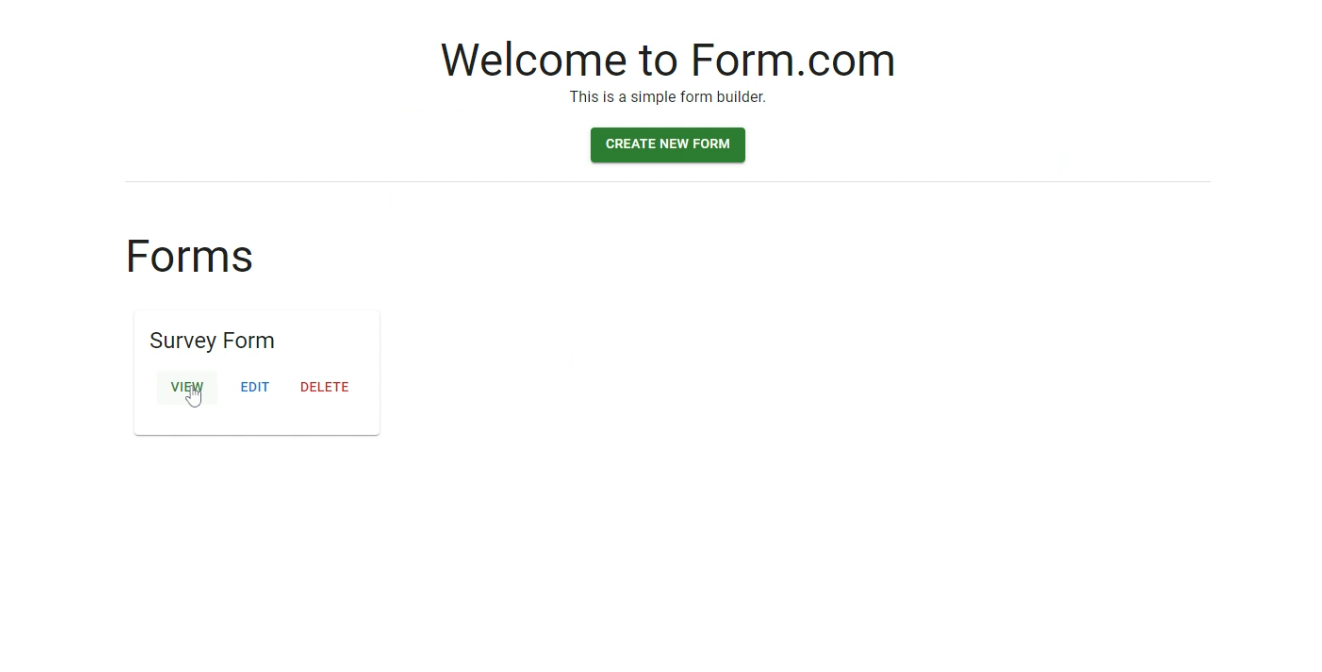 Welcome to Form.com
This is a simple form builder.
CREATE NEW FORM
Forms
Survey Form
VIEW EDIT DELETE